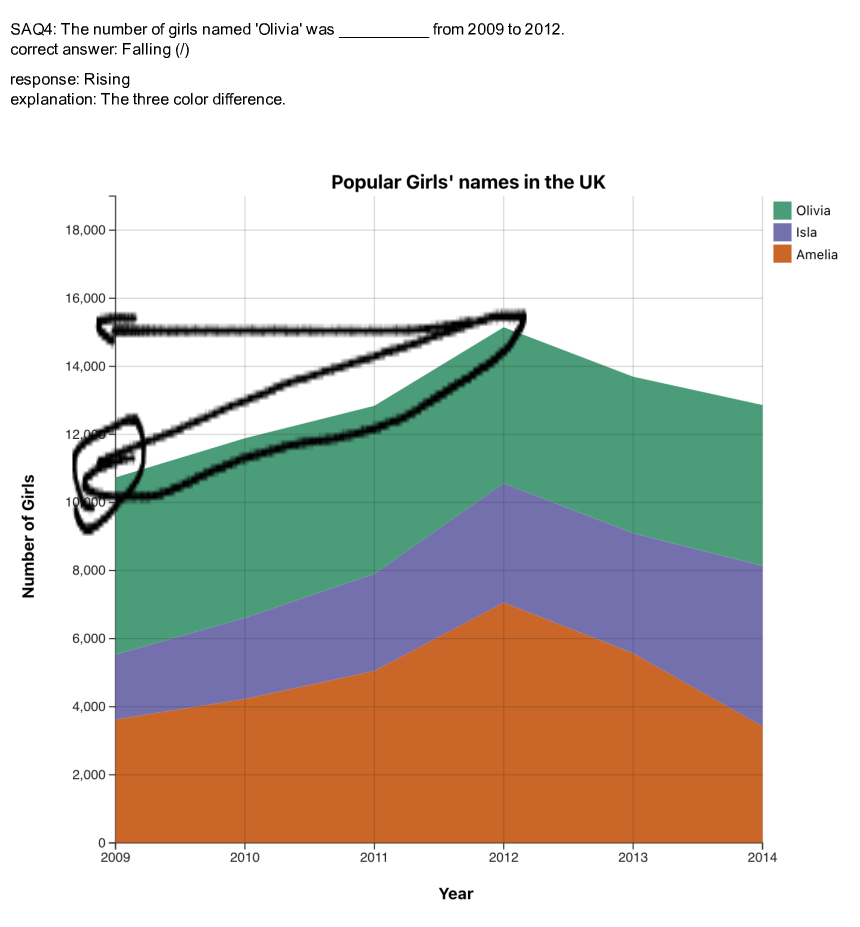 SAQ4: The number of girls named 'Olivia' was ___________ from 2009 to 2012.
correct answer: Falling (/)
response: Rising
explanation: The three color difference.
Popular Girls' names in the UK
Olivia
Isla
Amelia
18,000
16,000
14,000
12,000
10,000
8,000
6,000
4,000
2,000
0
Number of Girls
2009 2010 2011 2012 2013 2014
Year